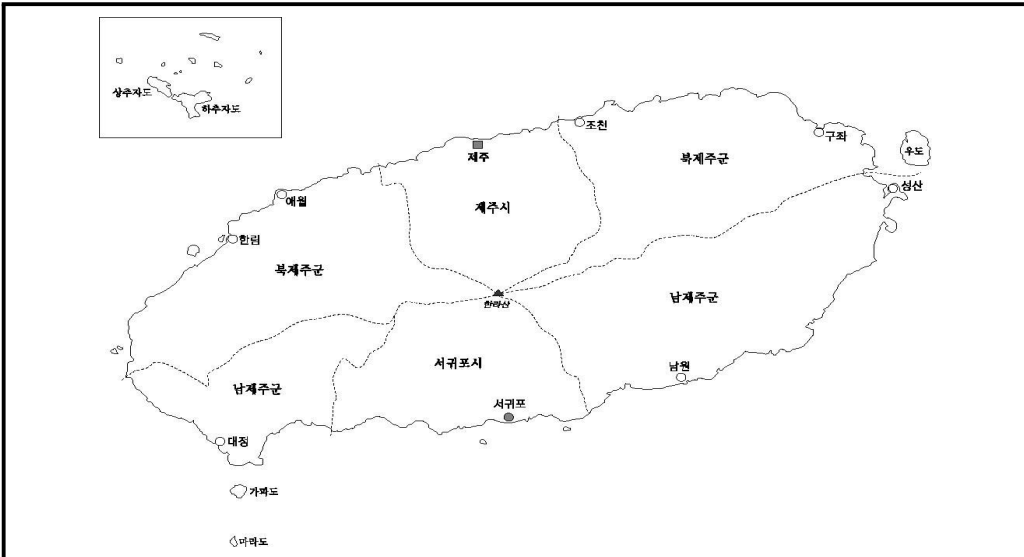 상추자도
하추자도
조천
구좌
우도
제주
북제주군
성산
애월
제주시
한림
북제주군
남제주군
한라산
서귀포시
남원
남제주군
서귀포
대정
가파도
마라도